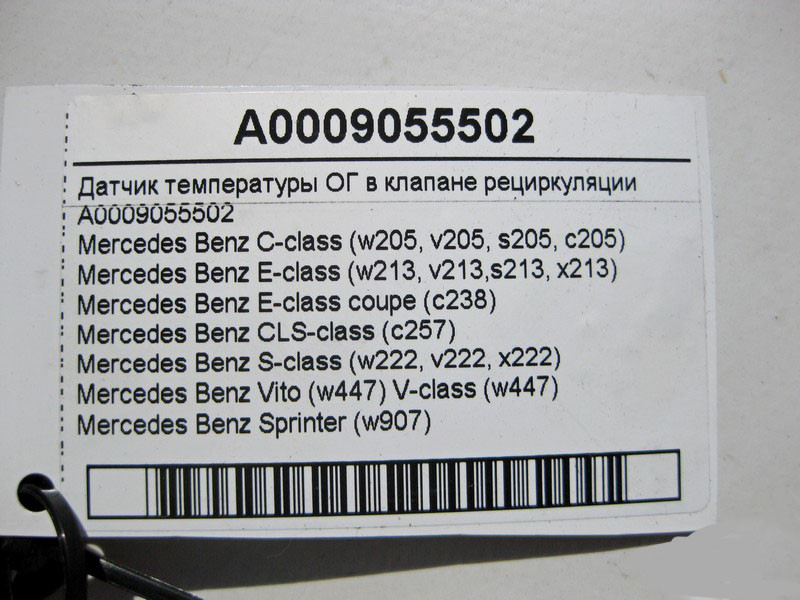 A0009055502
Датчик температуры ОГ в клапане рециркуляции
A0009055502
Mercedes Benz C-class (w205, v205, s205, c205)
Mercedes Benz E-class (w213, v213,s213, x213)
Mercedes Benz E-class coupe (c238)
Mercedes Benz CLS-class (c257)
Mercedes Benz S-class (w222, v222, x222)
Mercedes Benz Vito (w447) V-class (w447)
Mercedes Benz Sprinter (w907)